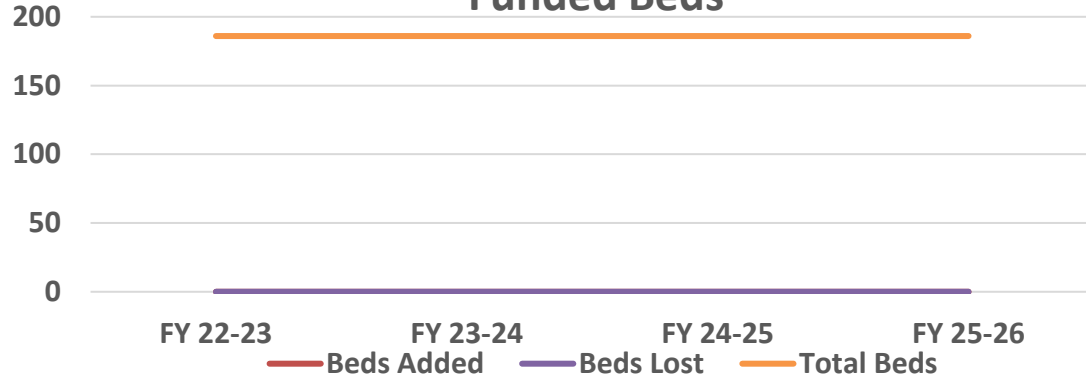 Funded Beds
200
150
100
50
0
FY 22-23 FY 23-24 FY 24-25 FY 25-26
Beds Added Beds Lost Total Beds